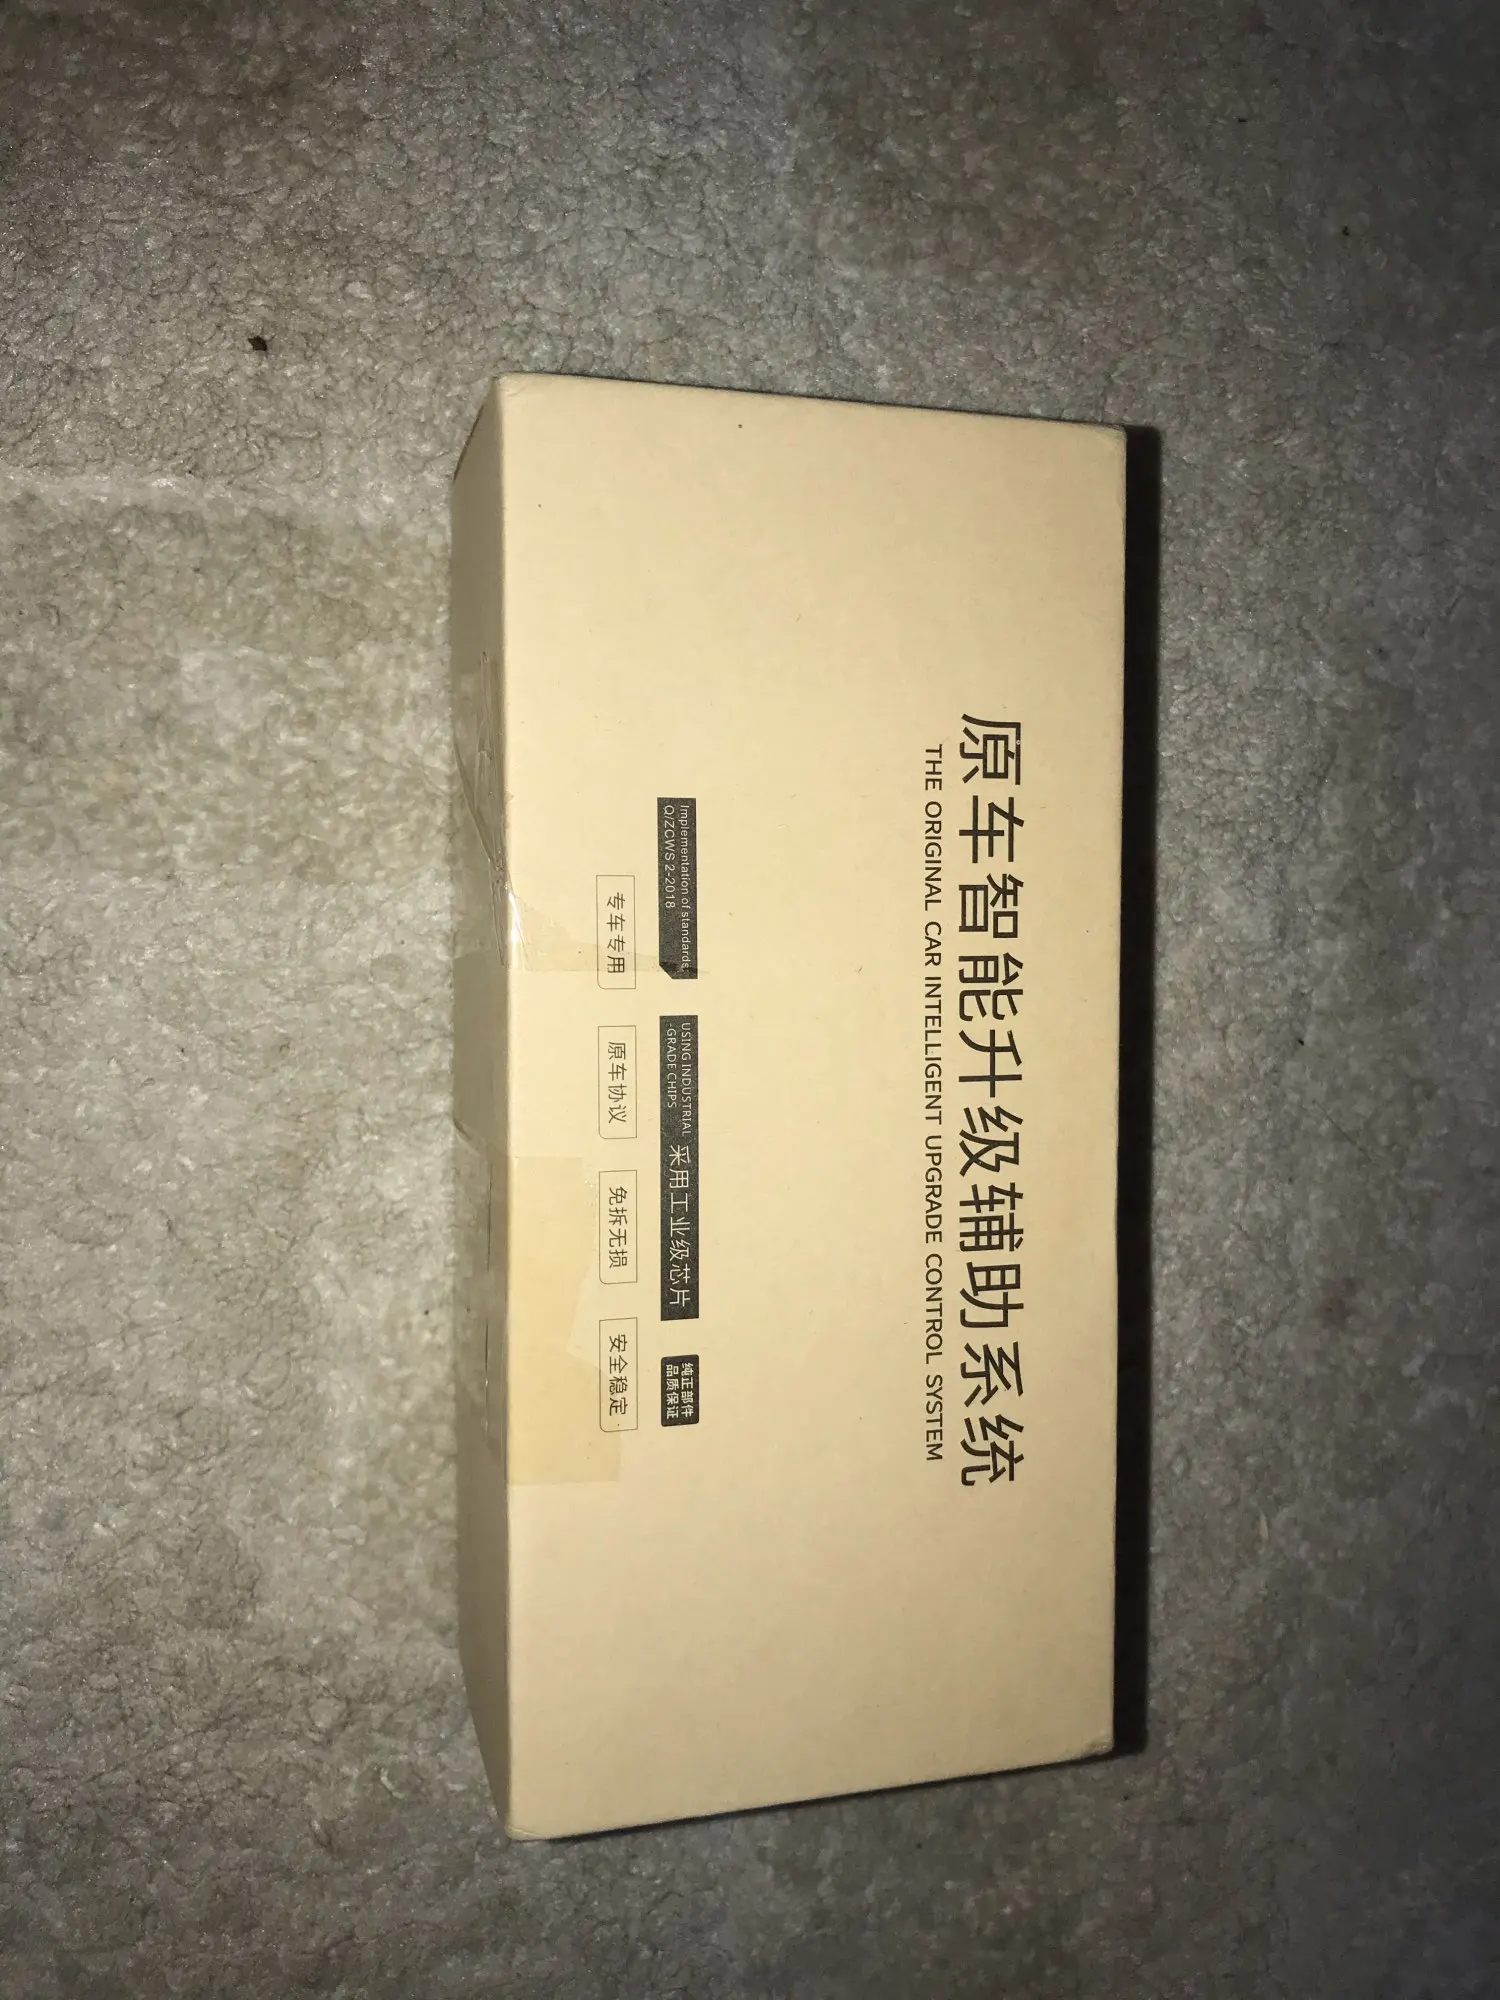 原车智能升级辅助系统
THE ORIGINAL CAR INTELLIGENT UPGRADE CONTROL SYSTEM
Implementation of standards:
Q/ZCWS 2-2018
USING INDUSTRIAL
-GRADE CHIPS
采用工业级芯片
纯正部件
品质保证
专车专用
原车协议
免拆无损
安全稳定